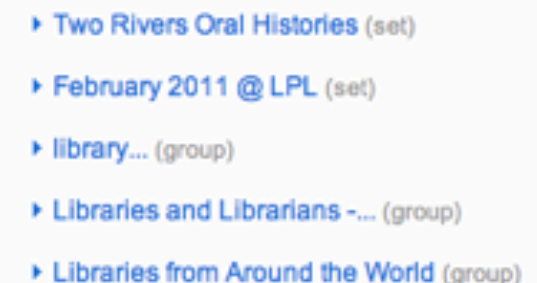 Two Rivers Oral Histories (set)
February 2011 @ LPL (set)
library... (group)
Libraries and Librarians -... (group)
Libraries from Around the World (group)